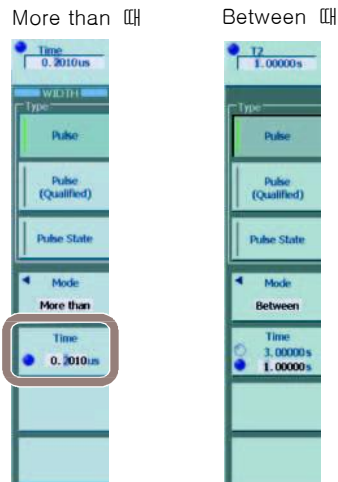 More than 때
Time
0.2010us
WIDTH
Type
Pulse
Pulse
(Qualified)
Pulse State
Mode
More than
Time
0.2010us
Between 때
T2
1.00000s
Type
Pulse
Pulse
(Qualified)
Pulse State
Mode
Between
Time
3.00000s
1.00000s